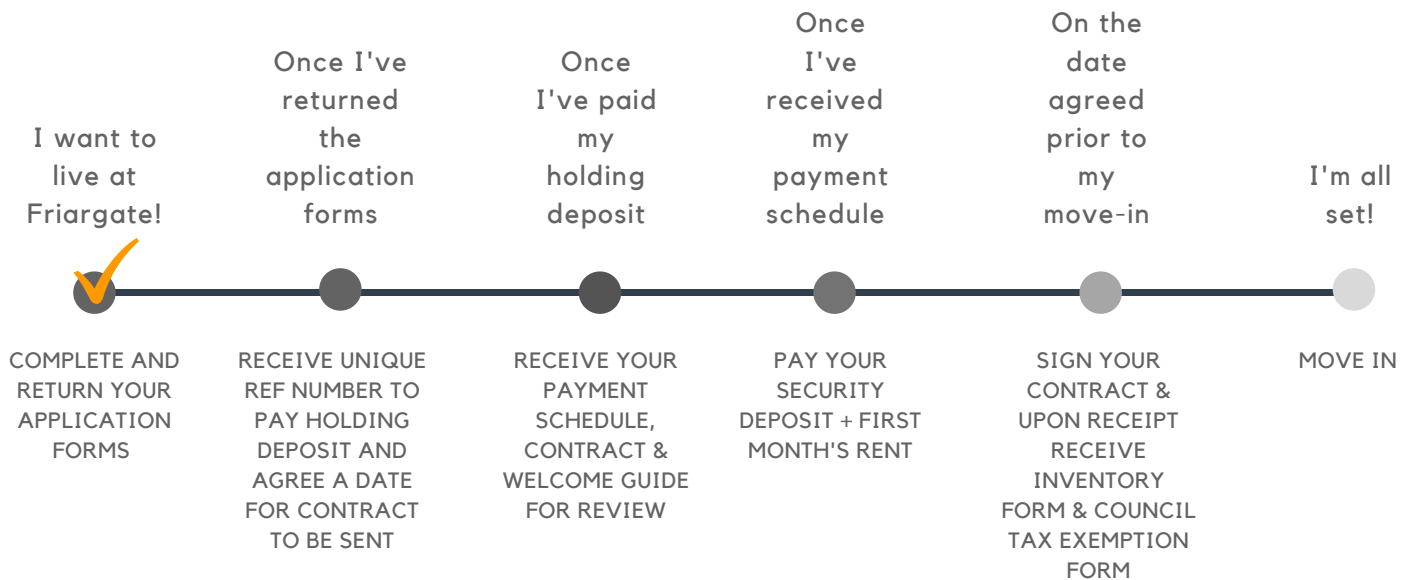 I want to
live at
Friargate!
Once I've
returned
the
application
forms
Once
I've paid
my
holding
deposit
Once
I've
received
my
payment
schedule
On the
date
agreed
prior to
my
move-in
I'm all
set!
COMPLETE AND
RETURN YOUR
APPLICATION
FORMS
RECEIVE UNIQUE
REF NUMBER TO
PAY HOLDING
DEPOSIT AND
AGREE A DATE
FOR CONTRACT
TO BE SENT
RECEIVE YOUR
PAYMENT
SCHEDULE,
CONTRACT &
WELCOME GUIDE
FOR REVIEW
PAY YOUR
SECURITY
DEPOSIT + FIRST
MONTH'S RENT
SIGN YOUR
CONTRACT &
UPON RECEIPT
RECEIVE
INVENTORY
FORM & COUNCIL
TAX EXEMPTION
FORM
MOVE IN